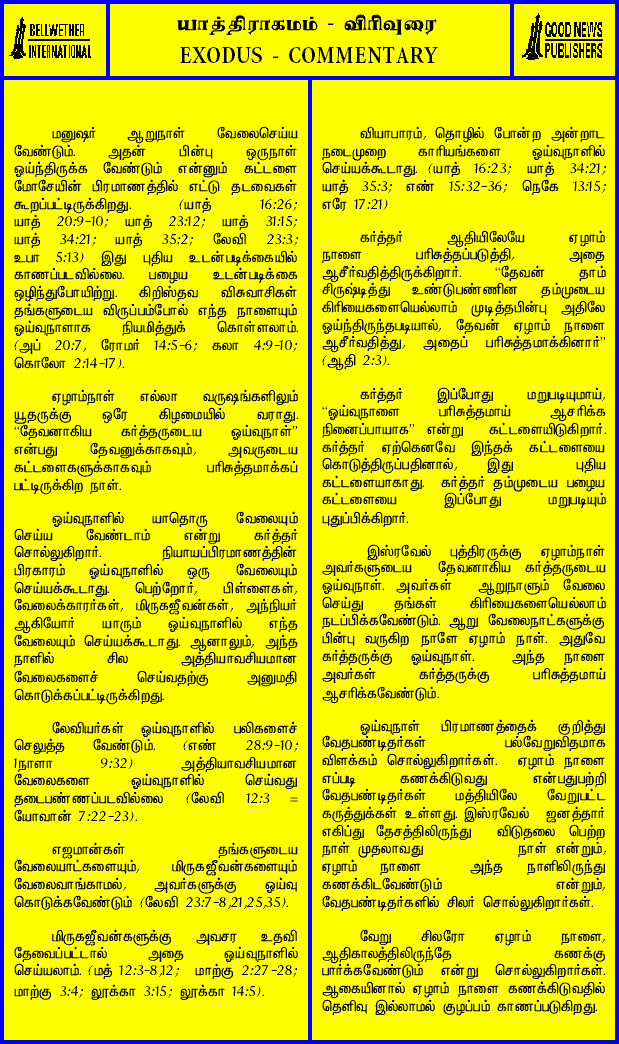 BELLWETHER
INTERNATIONAL
யாத்திராகமம் - விரிவுரை
EXODUS - COMMENTARY
GOOD NEWS
PUBLISHERS
மனுஷர் ஆறுநாள் வேலைசெய்ய
வேண்டும். அதன் பின்பு ஒருநாள்
ஓய்ந்திருக்க வேண்டும் என்னும் கட்டளை
மோசேயின் பிரமாணத்தில் எட்டு தடவைகள்
கூறப்பட்டிருக்கிறது. (யாத் 16:26;
யாத் 20:9-10; யாத் 23:12; யாத் 31:15;
யாத் 34:21; யாத் 35:2; லேவி 23:3;
உபா 5:13) இது புதிய உடன்படிக்கையில்
காணப்படவில்லை. பழைய உடன்படிக்கை
ஒழிந்துபோயிற்று. கிறிஸ்தவ விசுவாசிகள்
தங்களுடைய விருப்பம்போல் எந்த நாளையும்
ஓய்வுநாளாக நியமித்துக் கொள்ளலாம்.
(அப் 20:7, ரோமர் 14:5-6; கலா 4:9-10;
கொலோ 2:14-17).
ஏழாம்நாள் எல்லா வருஷங்களிலும்
யூதருக்கு ஒரே கிழமையில் வராது.
“தேவனாகிய கர்த்தருடைய ஓய்வுநாள்”
என்பது தேவனுக்காகவும், அவருடைய
கட்டளைகளுக்காகவும் பரிசுத்தமாக்கப்
பட்டிருக்கிற நாள்.
ஓய்வுநாளில் யாதொரு வேலையும்
செய்ய வேண்டாம் என்று கர்த்தர்
சொல்லுகிறார். நியாயப்பிரமாணத்தின்
பிரகாரம் ஓய்வுநாளில் ஒரு வேலையும்
செய்யக்கூடாது. பெற்றோர், பிள்ளைகள்,
வேலைக்காரர்கள், மிருகஜீவன்கள், அந்நியர்
ஆகியோர் யாரும் ஓய்வுநாளில் எந்த
வேலையும் செய்யக்கூடாது. ஆனாலும், அந்த
நாளில் சில அத்தியாவசியமான
வேலைகளைச் செய்வதற்கு அனுமதி
கொடுக்கப்பட்டிருக்கிறது.
லேவியர்கள் ஓய்வுநாளில் பலிகளைச்
செலுத்த வேண்டும். (எண் 28:9-10;
1நாளா 9:32) அத்தியாவசியமான
வேலைகளை ஓய்வுநாளில் செய்வது
தடைபண்ணப்படவில்லை (லேவி 12:3 =
யோவான் 7:22-23).
எஜமான்கள் தங்களுடைய
வேலையாட்களையும், மிருகஜீவன்களையும்
வேலைவாங்காமல், அவர்களுக்கு ஓய்வு
கொடுக்கவேண்டும் (லேவி 23:7-8,21,25,35).
மிருகஜீவன்களுக்கு அவசர உதவி
தேவைப்பட்டால் அதை ஓய்வுநாளில்
செய்யலாம். (மத் 12:3-8,12; மாற்கு 2:27-28;
மாற்கு 3:4; லூக்கா 3:15; லூக்கா 14:5).
வியாபாரம், தொழில் போன்ற அன்றாட
நடைமுறை காரியங்களை ஓய்வுநாளில்
செய்யக்கூடாது. (யாத் 16:23; யாத் 34:21;
யாத் 35:3; எண் 15:32-36; நெகே 13:15;
எரே 17:21)
கர்த்தர் ஆதியிலேயே ஏழாம்
நாளை பரிசுத்தப்படுத்தி, அதை
ஆசீர்வதித்திருக்கிறார். “தேவன் தாம்
சிருஷ்டித்து உண்டுபண்ணின தம்முடைய
கிரியைகளையெல்லாம் முடித்தபின்பு அதிலே
ஓய்ந்திருந்தபடியால், தேவன் ஏழாம் நாளை
ஆசீர்வதித்து, அதைப் பரிசுத்தமாக்கினார்”
(ஆதி 2:3).
கர்த்தர் இப்போது மறுபடியுமாய்,
“ஓய்வுநாளை பரிசுத்தமாய் ஆசரிக்க
நினைப்பாயாக” என்று கட்டளையிடுகிறார்.
கர்த்தர் ஏற்கெனவே இந்தக் கட்டளையை
கொடுத்திருப்பதினால், இது புதிய
கட்டளையாகாது. கர்த்தர் தம்முடைய பழைய
கட்டளையை இப்போது மறுபடியும்
புதுப்பிக்கிறார்.
இஸ்ரவேல் புத்திரருக்கு ஏழாம்நாள்
அவர்களுடைய தேவனாகிய கர்த்தருடைய
ஓய்வுநாள். அவர்கள் ஆறுநாளும் வேலை
செய்து தங்கள் கிரியைகளையெல்லாம்
நடப்பிக்கவேண்டும். ஆறு வேலைநாட்களுக்கு
பின்பு வருகிற நாளே ஏழாம் நாள். அதுவே
கர்த்தருக்கு ஓய்வுநாள். அந்த நாளை
அவர்கள் கர்த்தருக்கு பரிசுத்தமாய்
ஆசரிக்கவேண்டும்.
ஓய்வுநாள் பிரமாணத்தைக் குறித்து
வேதபண்டிதர்கள் பல்வேறுவிதமாக
விளக்கம் சொல்லுகிறார்கள். ஏழாம் நாளை
எப்படி கணக்கிடுவது என்பதுபற்றி
வேதபண்டிதர்கள் மத்தியிலே வேறுபட்ட
கருத்துக்கள் உள்ளது. இஸ்ரவேல் ஜனத்தார்
எகிப்து தேசத்திலிருந்து விடுதலை பெற்ற
நாள் முதலாவது நாள் என்றும்,
ஏழாம் நாளை அந்த நாளிலிருந்து
கணக்கிடவேண்டும் என்றும்,
வேதபண்டிதர்களில் சிலர் சொல்லுகிறார்கள்.
வேறு சிலரோ ஏழாம் நாளை,
ஆதிகாலத்திலிருந்தே கணக்கு
பார்க்கவேண்டும் என்று சொல்லுகிறார்கள்.
ஆகையினால் ஏழாம் நாளை கணக்கிடுவதில்
தெளிவு இல்லாமல் குழப்பம் காணப்படுகிறது.